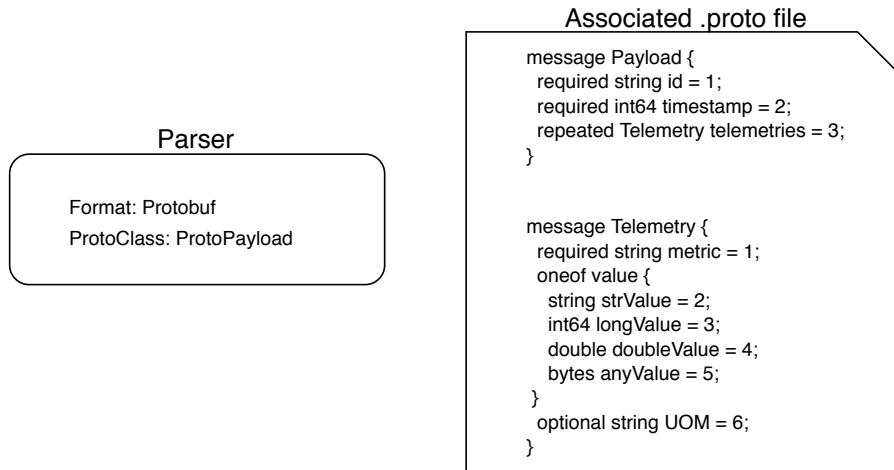 Parser
Format: Protobuf
ProtoClass: ProtoPayload
Associated .proto file
message Payload {
required string id = 1;
required int64 timestamp = 2;
repeated Telemetry telemetries = 3;
}
message Telemetry {
required string metric = 1;
oneof value {
string strValue = 2;
int64 longValue = 3;
double doubleValue = 4;
bytes anyValue = 5;
}
optional string UOM = 6;
}